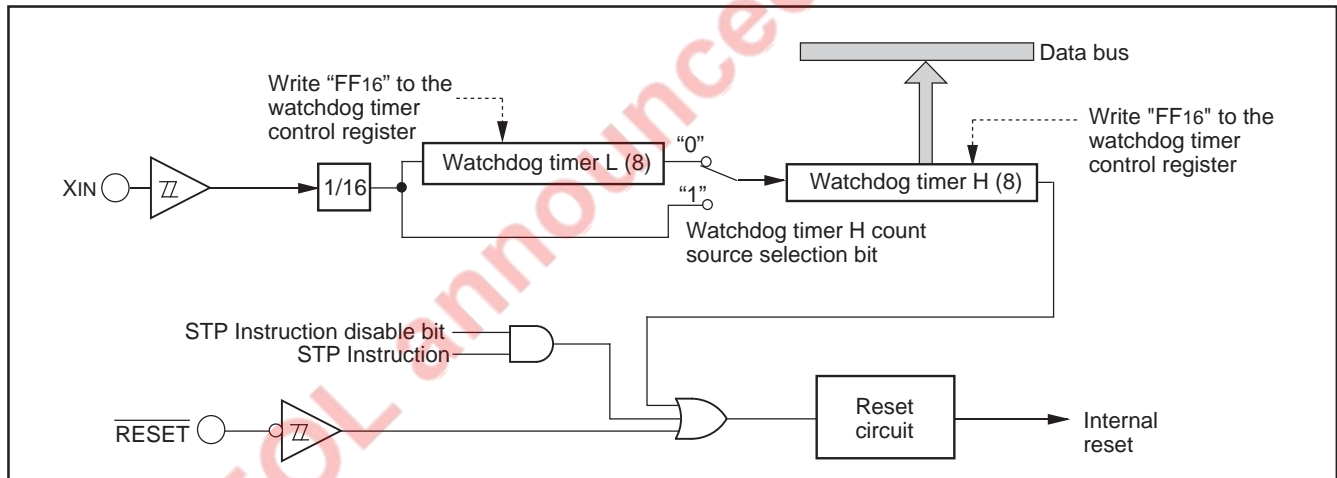 Data bus
Write “FF16” to the
watchdog timer
control register
Write "FF16" to the
watchdog timer
control register
“0”
XIN
1/16
Watchdog timer L (8)
Watchdog timer H (8)
“1”
Watchdog timer H count
source selection bit
STP Instruction disable bit
STP Instruction
RESET
Reset
circuit
Internal
reset
EOL announced